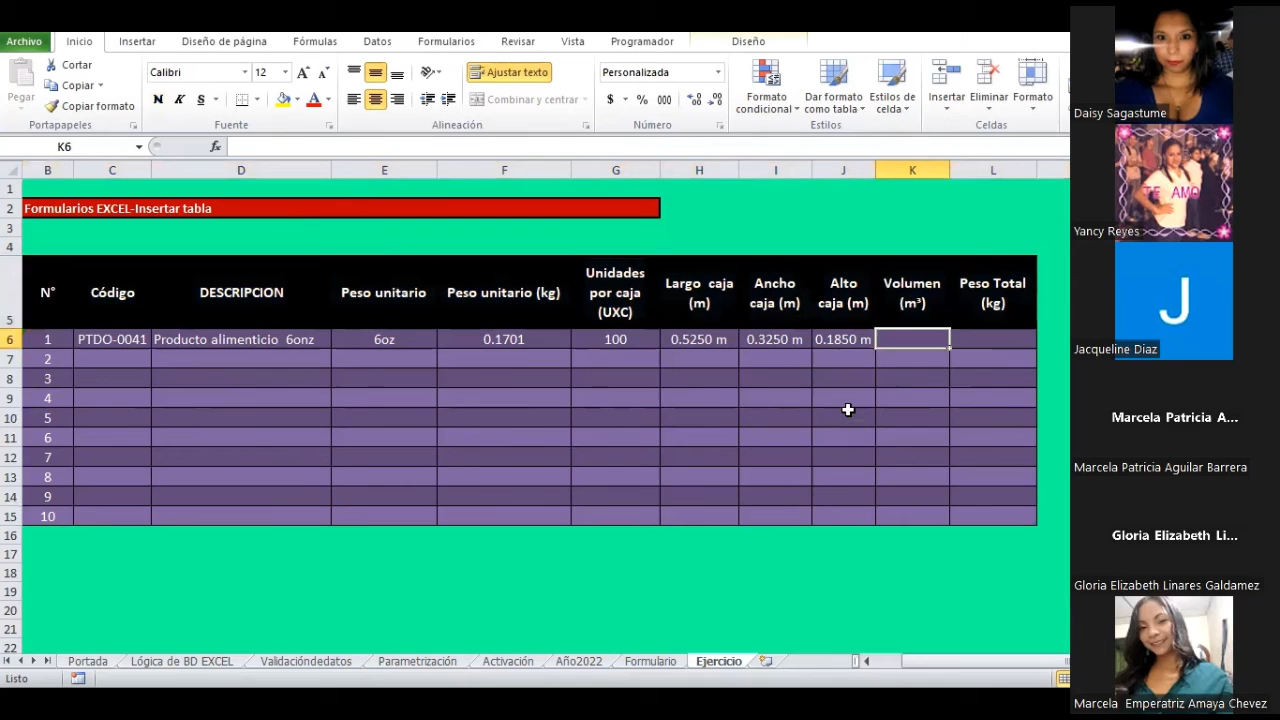 Archivo Inicio Insertar Diseño de página Fórmulas Datos Formularios Revisar Vista Programador Diseño
Pegar
Cortar
Copiar
Copiar formato
Portapapeles
Calibri 12
N K S
Fuente
Ajustar texto
Combinar y centrar
Alineación
Personalizada
$ % 000
Número
Formato condicional
Dar formato como tabla
Estilos de celda
Estilos
Insertar
Eliminar
Formato
Celdas
K6 fx
B C D E F G H I J K L
1
2 Formularios EXCEL-Insertar tabla
3
4
5 N° Código DESCRIPCION Peso unitario Peso unitario (kg) Unidades por caja (UXC) Largo caja (m) Ancho caja (m) Alto caja (m) Volumen (m³) Peso Total (kg)
6 1 PTDO-0041 Producto alimenticio 6onz 6oz 0.1701 100 0.5250 m 0.3250 m 0.1850 m
7 2
8 3
9 4
10 5
11 6
12 7
13 8
14 9
15 10
16
17
18
19
20
21
22
Portada Lógica de BD EXCEL Validacióndedatos Parametrización Activación Año2022 Formulario Ejercicio
Listo
Daisy Sagastume
TE AMO
Yancy Reyes
J
Jacqueline Diaz
Marcela Patricia A...
Marcela Patricia Aguilar Barrera
Gloria Elizabeth Li...
Gloria Elizabeth Linares Galdamez
Marcela Emperatriz Amaya Chevez